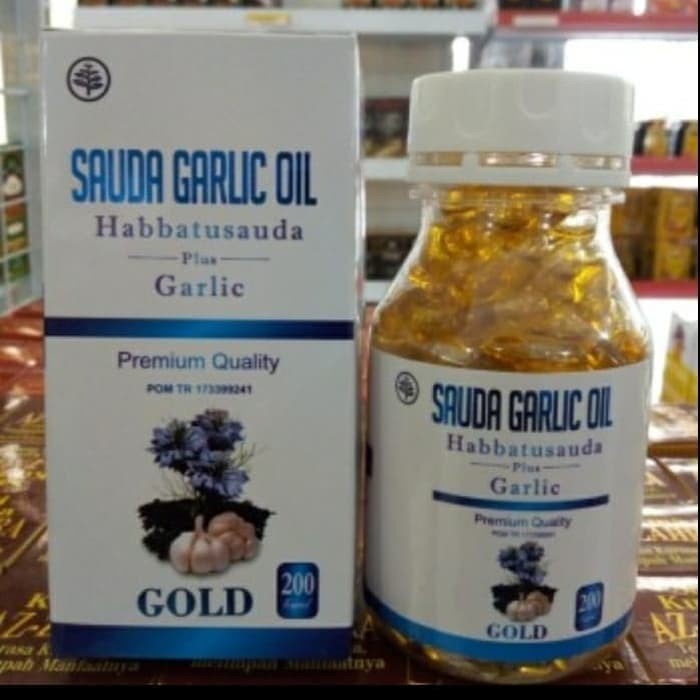 SAUDA GARLIC OIL
Habbatusauda
Plus
Garlic
Premium Quality
POM TR 173399241
GOLD
200
SAUDA GARLIC OIL
Habbatusauda
Plus
Garlic
Premium Quality
GOLD
200